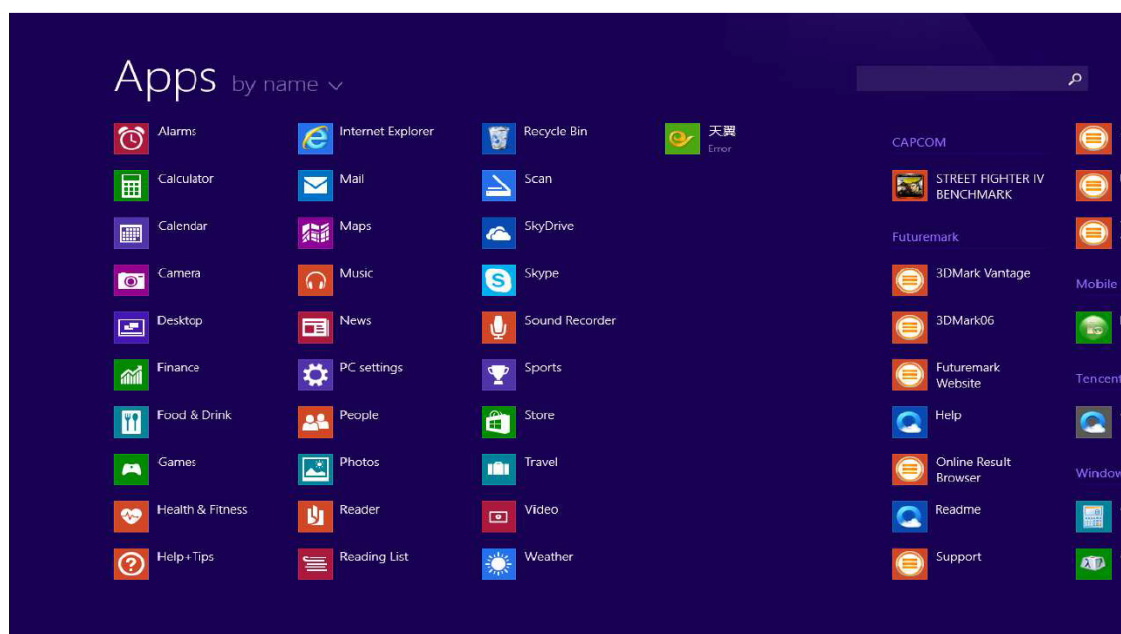 Apps by name
Alarms
Calculator
Calendar
Camera
Desktop
Finance
Food & Drink
Games
Health & Fitness
Help+Tips
Internet Explorer
Mail
Maps
Music
News
PC settings
People
Photos
Reader
Reading List
Recycle Bin
Scan
SkyDrive
Skype
Sound Recorder
Sports
Store
Travel
Video
Weather
天翼
Error
CAPCOM
STREET FIGHTER IV
BENCHMARK
Futuremark
3DMark Vantage
3DMark06
Futuremark
Website
Help
Online Result
Browser
Readme
Support
Mobile
Tencent
Window